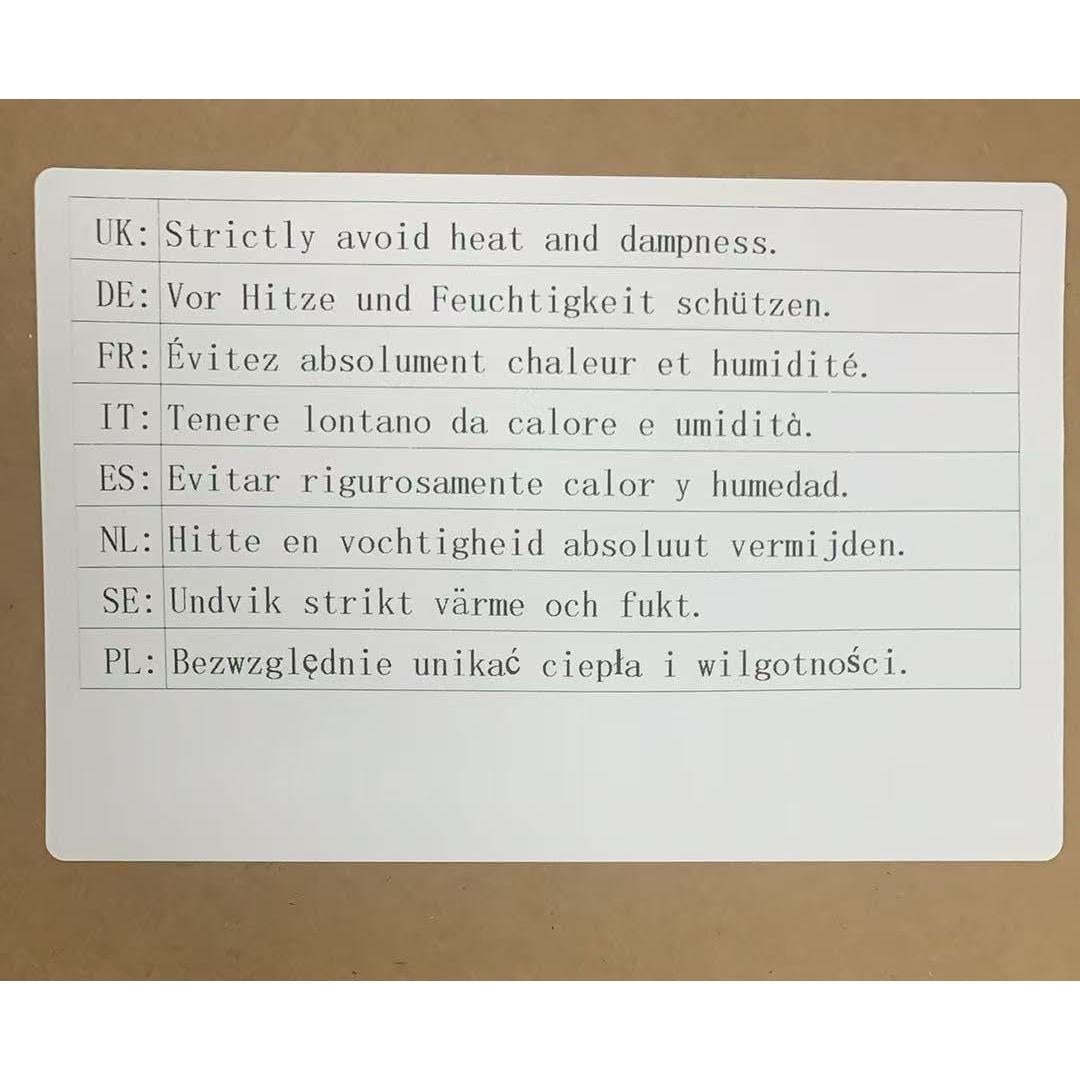 UK: Strictly avoid heat and dampness.
DE: Vor Hitze und Feuchtigkeit schützen.
FR: Évitez absolument chaleur et humidité.
IT: Tenere lontano da calore e umidità.
ES: Evitar rigurosamente calor y humedad.
NL: Hitte en vochtigheid absoluut vermijden.
SE: Undvik strikt värme och fukt.
PL: Bezwzględnie unikać ciepła i wilgotności.